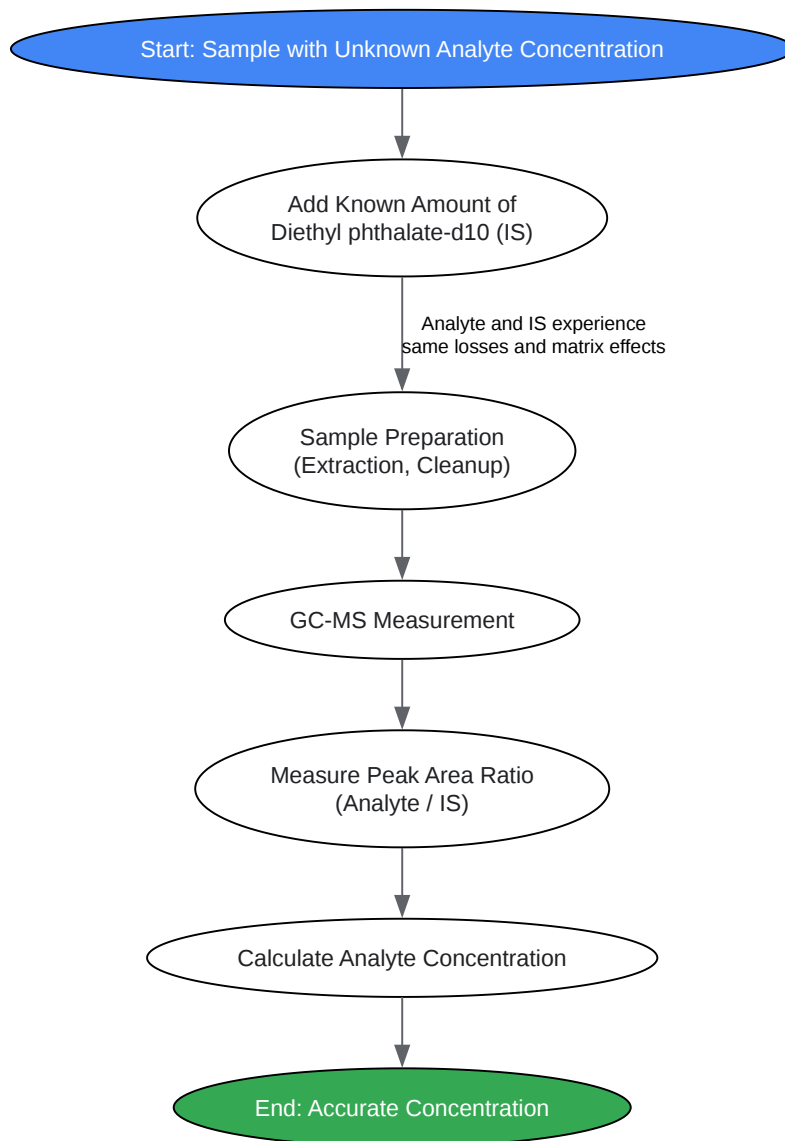 Start: Sample with Unknown Analyte Concentration
Add Known Amount of
Diethyl phthalate-d10 (IS)
Analyte and IS experience
same losses and matrix effects
Sample Preparation
(Extraction, Cleanup)
GC-MS Measurement
Measure Peak Area Ratio
(Analyte / IS)
Calculate Analyte Concentration
End: Accurate Concentration